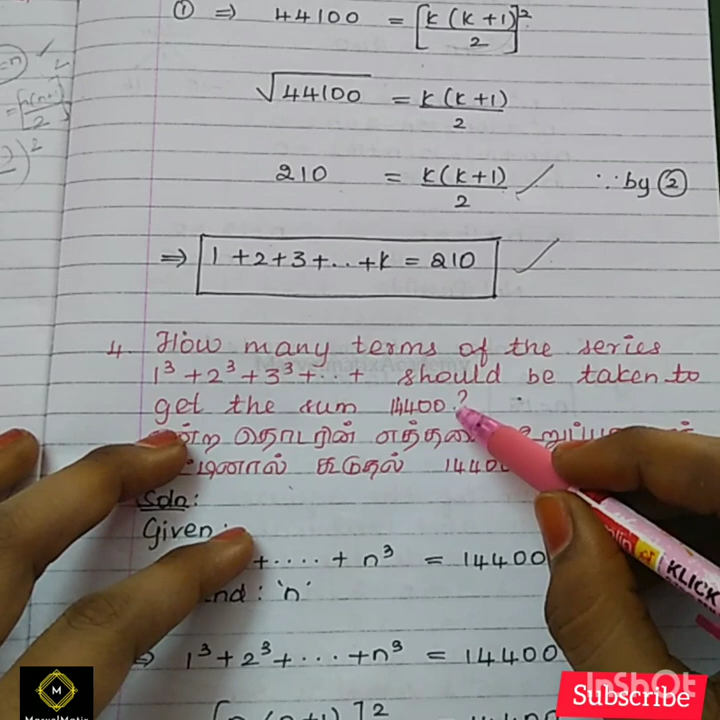 ① ⇒ 44100 = [k(k+1)/2]²
√44100 = k(k+1)/2
210 = k(k+1)/2 ∵ by ②
⇒ 1+2+3+...+k = 210
4. How many terms of the series
1³+2³+3³+...+ should be taken to
get the sum 14400?
தொடரின்
கூடுதல் 1440
Soln:
Given:
+....+ n³ = 14400
: 'n'
⇒ 1³+2³+...+n³ = 14400
Subscribe
InShOt
KLICK
M